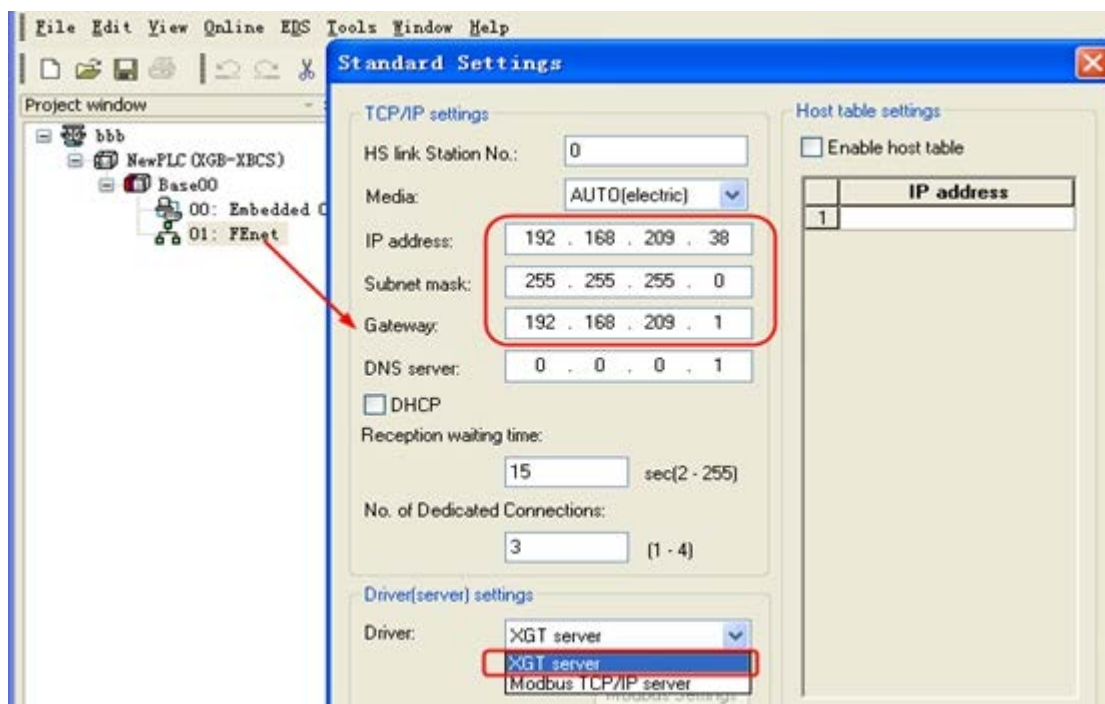 File Edit View Online EDS Tools Window Help
Standard Settings
Project window
bbb
NewPLC(XGB-XBCS)
Base00
00: Embedded C
01: FEnet
TCP/IP settings
HS link Station No.: 0
Media: AUTO(electric)
IP address: 192 . 168 . 209 . 38
Subnet mask: 255 . 255 . 255 . 0
Gateway: 192 . 168 . 209 . 1
DNS server: 0 . 0 . 0 . 1
DHCP
Reception waiting time:
15 sec(2 - 255)
No. of Dedicated Connections:
3 (1 - 4)
Driver(server) settings
Driver: XGT server
XGT server
Modbus TCP/IP server
Modbus Settings
Host table settings
Enable host table
IP address
1